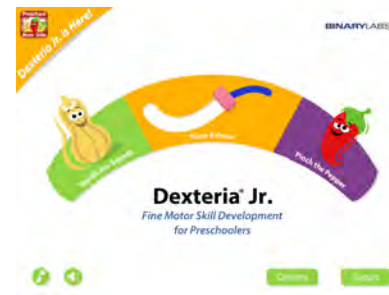 Dexteria Jr. is Here!
BINARYLABS
Squish the Squash
Trace & Erase
Pinch the Pepper
Dexteria® Jr.
Fine Motor Skill Development
for Preschoolers